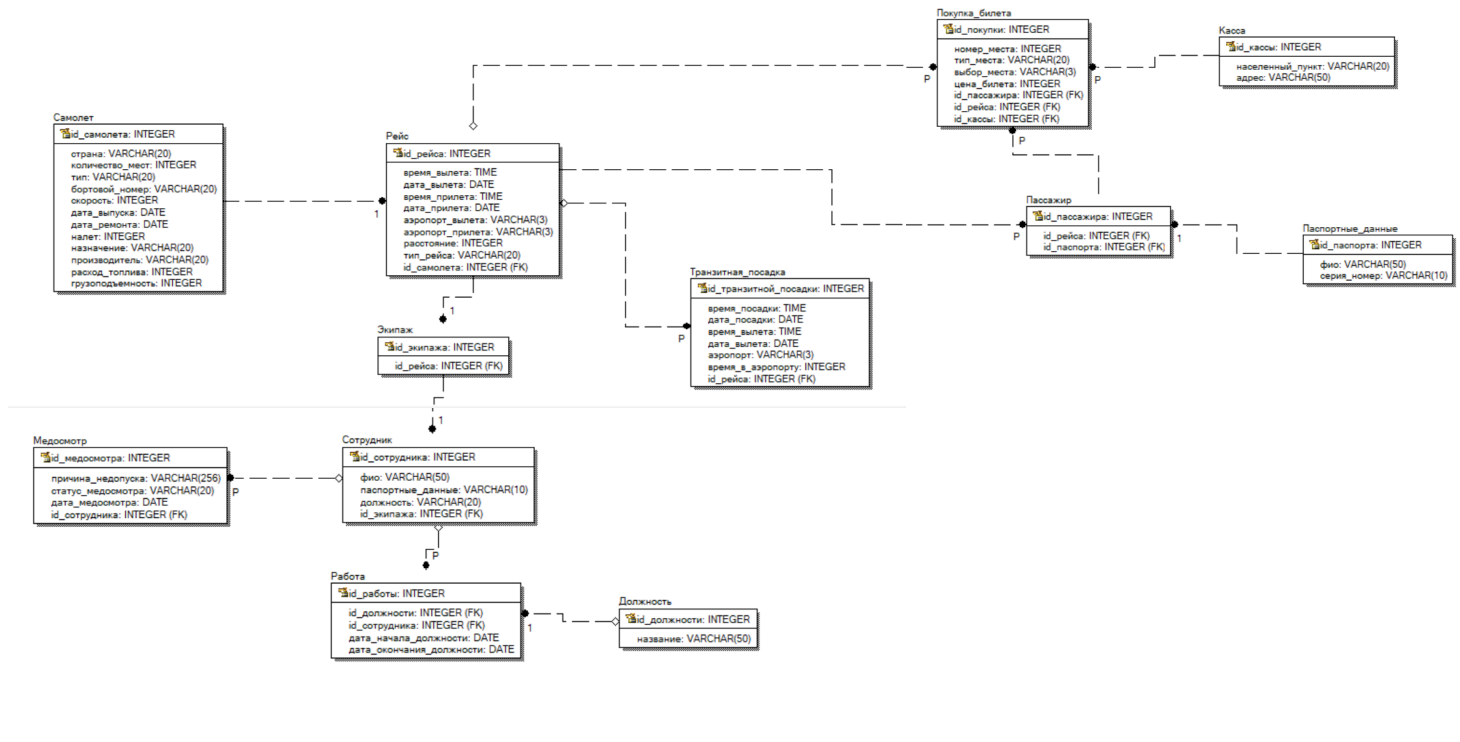 Покупка_билета
id_покупки: INTEGER
номер_места: INTEGER
тип_места: VARCHAR(20)
выбор_места: VARCHAR(3)
цена_билета: INTEGER
id_пассажира: INTEGER (FK)
id_рейса: INTEGER (FK)
id_кассы: INTEGER (FK)
P
P
P
Касса
id_кассы: INTEGER
населенный_пункт: VARCHAR(20)
адрес: VARCHAR(50)
Самолет
id_самолета: INTEGER
страна: VARCHAR(20)
количество_мест: INTEGER
тип: VARCHAR(20)
бортовой_номер: VARCHAR(20)
скорость: INTEGER
дата_выпуска: DATE
дата_ремонта: DATE
налет: INTEGER
назначение: VARCHAR(20)
производитель: VARCHAR(20)
расход_топлива: INTEGER
грузоподъемность: INTEGER
1
Рейс
id_рейса: INTEGER
время_вылета: TIME
дата_вылета: DATE
время_прилета: TIME
дата_прилета: DATE
аэропорт_вылета: VARCHAR(3)
аэропорт_прилета: VARCHAR(3)
расстояние: INTEGER
тип_рейса: VARCHAR(20)
id_самолета: INTEGER (FK)
1
P
Пассажир
id_пассажира: INTEGER
id_рейса: INTEGER (FK)
id_паспорта: INTEGER (FK)
1
Паспортные_данные
id_паспорта: INTEGER
фио: VARCHAR(50)
серия_номер: VARCHAR(10)
Транзитная_посадка
id_транзитной_посадки: INTEGER
время_посадки: TIME
дата_посадки: DATE
время_вылета: TIME
дата_вылета: DATE
аэропорт: VARCHAR(3)
время_в_аэропорту: INTEGER
id_рейса: INTEGER (FK)
P
Экипаж
id_экипажа: INTEGER
id_рейса: INTEGER (FK)
1
Медосмотр
id_медосмотра: INTEGER
причина_недопуска: VARCHAR(256)
статус_медосмотра: VARCHAR(20)
дата_медосмотра: DATE
id_сотрудника: INTEGER (FK)
P
Сотрудник
id_сотрудника: INTEGER
фио: VARCHAR(50)
паспортные_данные: VARCHAR(10)
должность: VARCHAR(20)
id_экипажа: INTEGER (FK)
P
Работа
id_работы: INTEGER
id_должности: INTEGER (FK)
id_сотрудника: INTEGER (FK)
дата_начала_должности: DATE
дата_окончания_должности: DATE
1
Должность
id_должности: INTEGER
название: VARCHAR(50)